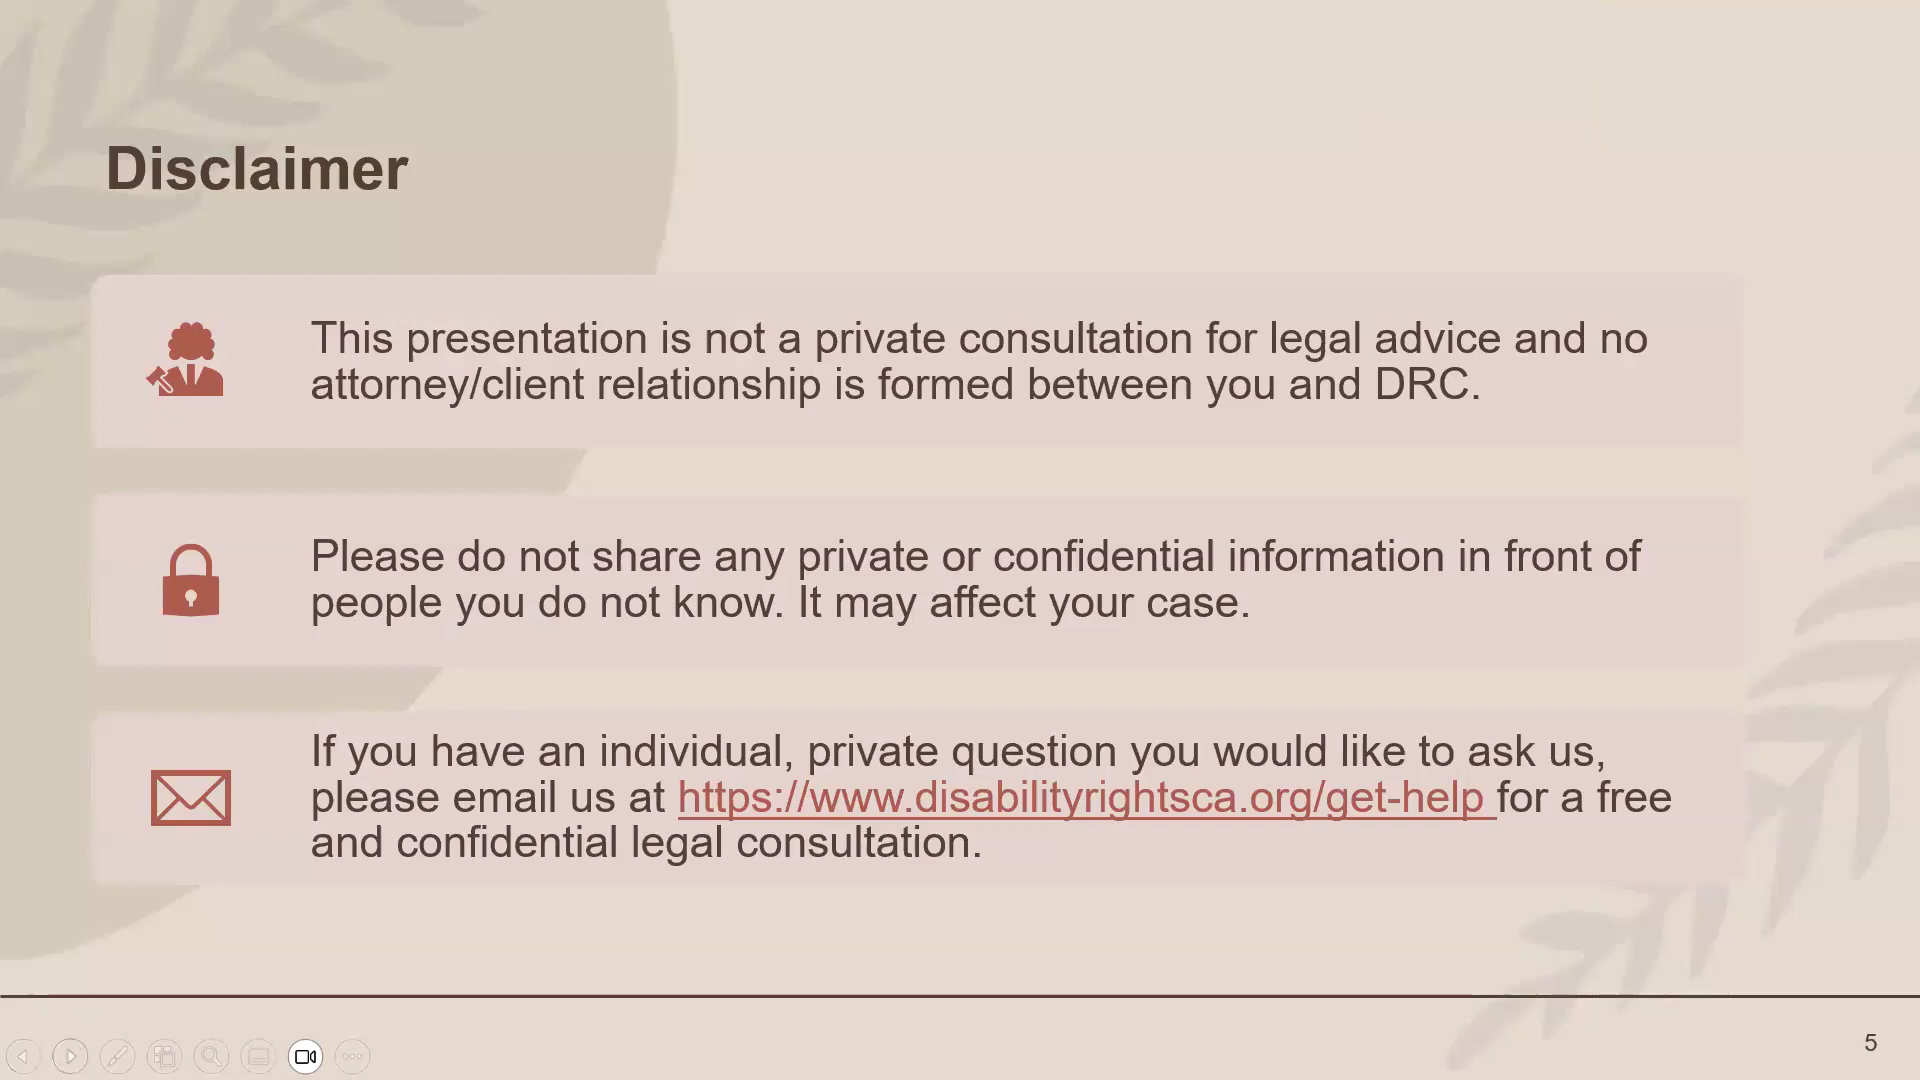 Disclaimer
This presentation is not a private consultation for legal advice and no
attorney/client relationship is formed between you and DRC.
Please do not share any private or confidential information in front of
people you do not know. It may affect your case.
If you have an individual, private question you would like to ask us,
please email us at https://www.disabilityrightsca.org/get-help for a free
and confidential legal consultation.
5